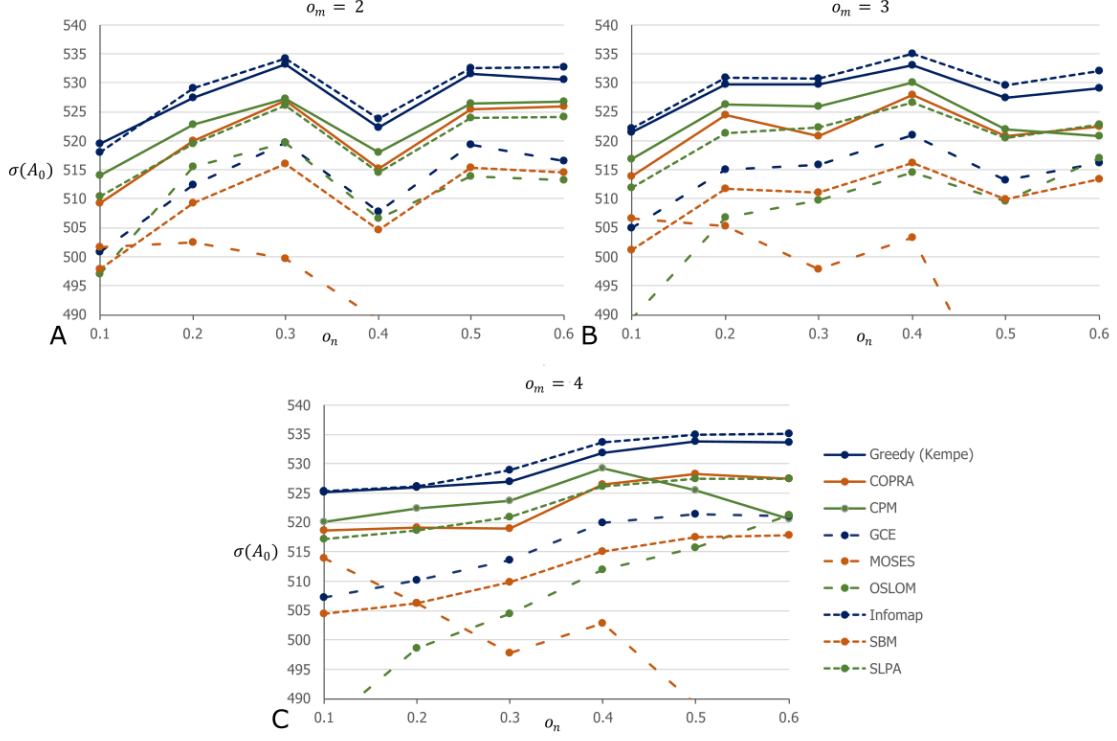 o_m = 2
540
535
530
525
520
515
510
505
500
495
490
σ(A_0)
0.1 0.2 0.3 0.4 0.5 0.6
A
o_n
o_m = 3
540
535
530
525
520
515
510
505
500
495
490
0.1 0.2 0.3 0.4 0.5 0.6
B
o_n
o_m = 4
540
535
530
525
520
515
510
505
500
495
490
σ(A_0)
0.1 0.2 0.3 0.4 0.5 0.6
C
o_n
Greedy (Kempe)
COPRA
CPM
GCE
MOSES
OSLOM
Infomap
SBM
SLPA